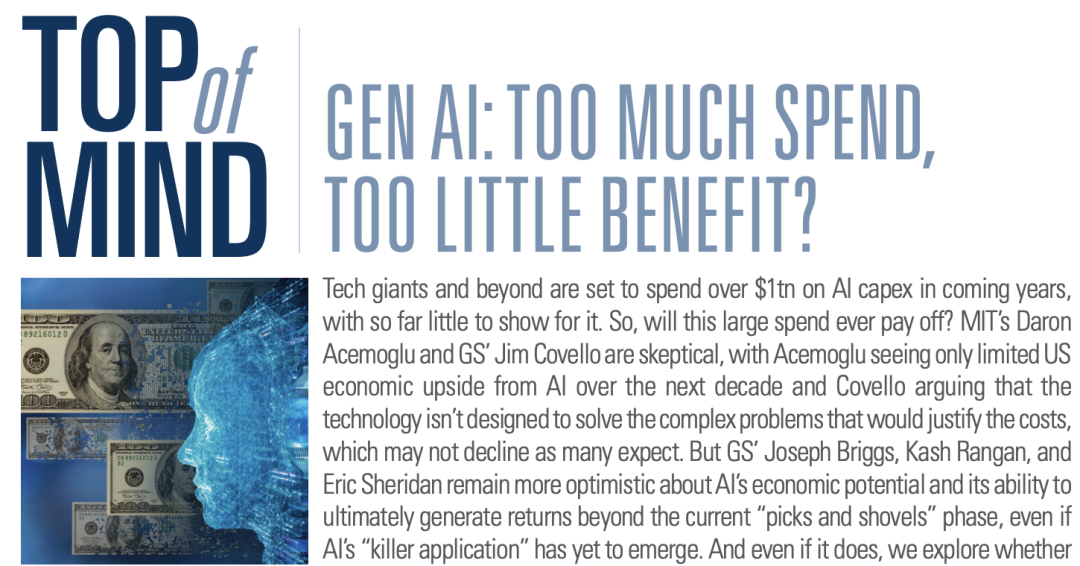 TOP of
MIND
GEN AI: TOO MUCH SPEND,
TOO LITTLE BENEFIT?
Tech giants and beyond are set to spend over $1tn on AI capex in coming years,
with so far little to show for it. So, will this large spend ever pay off? MIT’s Daron
Acemoglu and GS’ Jim Covello are skeptical, with Acemoglu seeing only limited US
economic upside from AI over the next decade and Covello arguing that the
technology isn’t designed to solve the complex problems that would justify the costs,
which may not decline as many expect. But GS’ Joseph Briggs, Kash Rangan, and
Eric Sheridan remain more optimistic about AI’s economic potential and its ability to
ultimately generate returns beyond the current “picks and shovels” phase, even if
AI’s “killer application” has yet to emerge. And even if it does, we explore whether